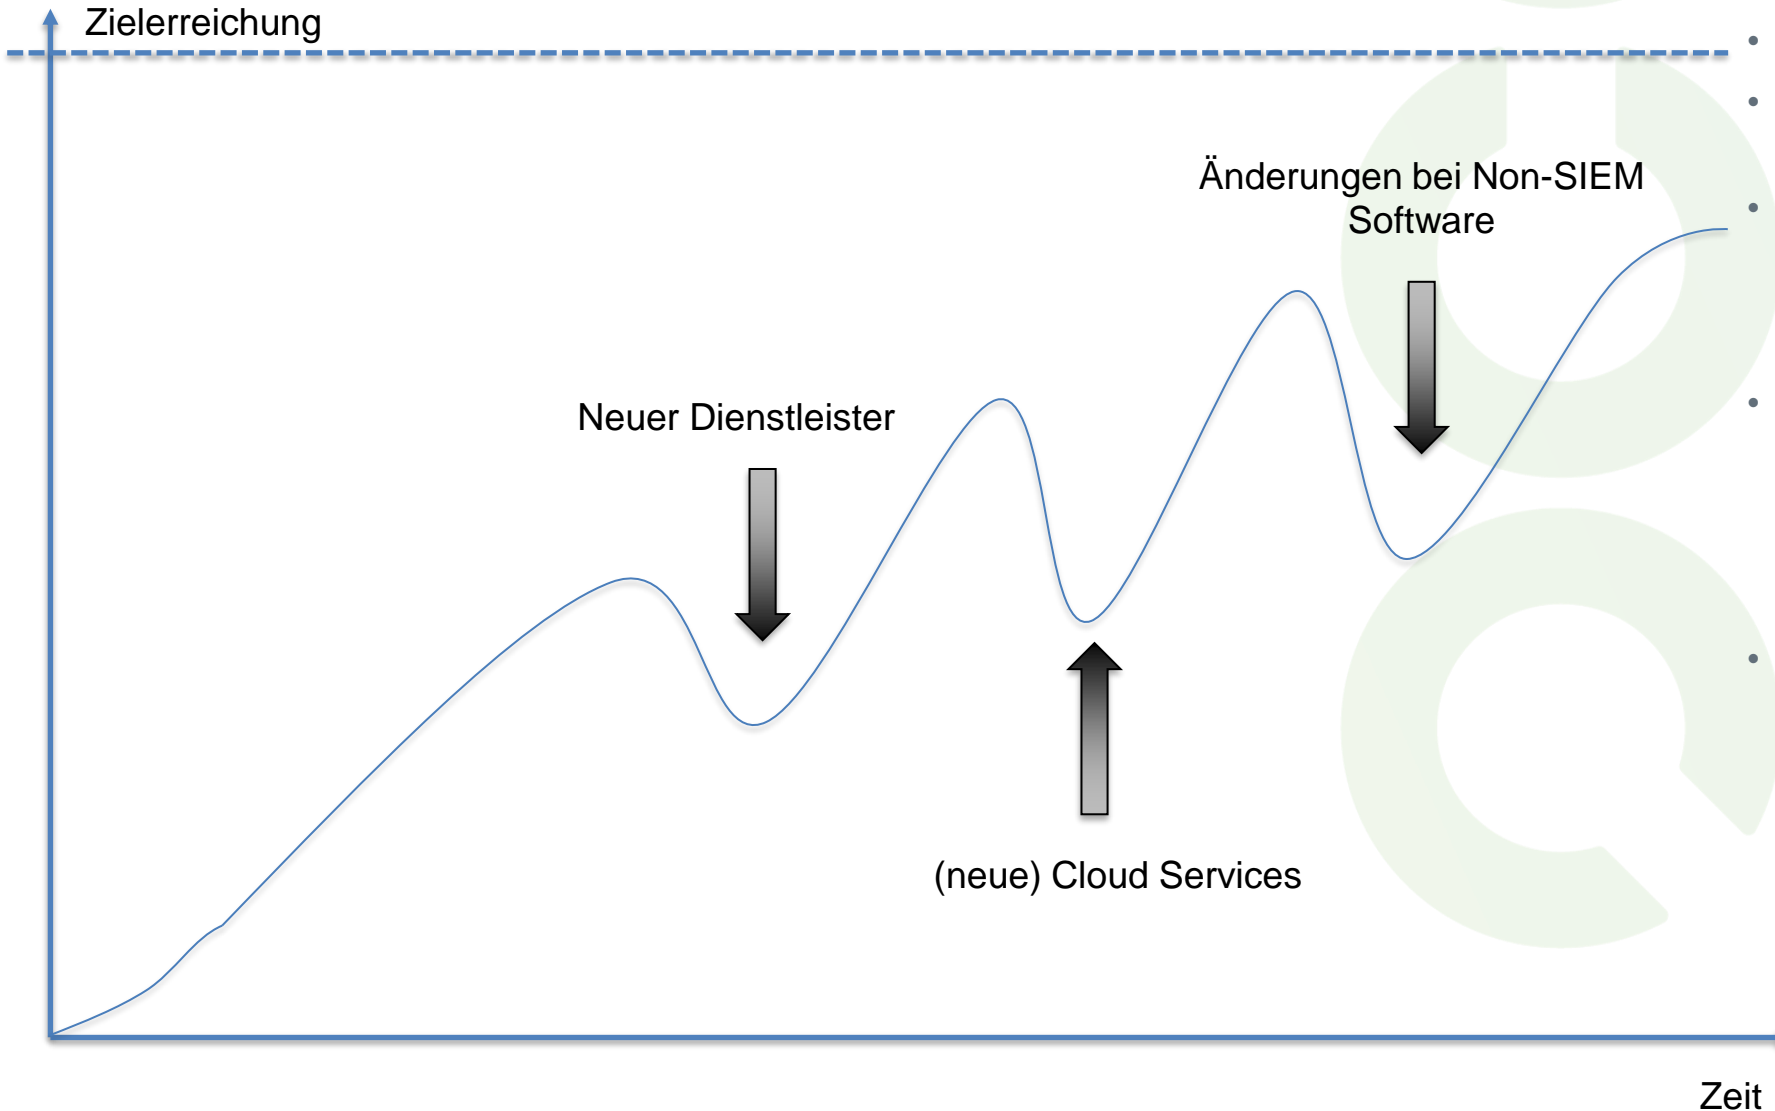 Zielerreichung
Änderungen bei Non-SIEM
Software
Neuer Dienstleister
(neue) Cloud Services
Zeit